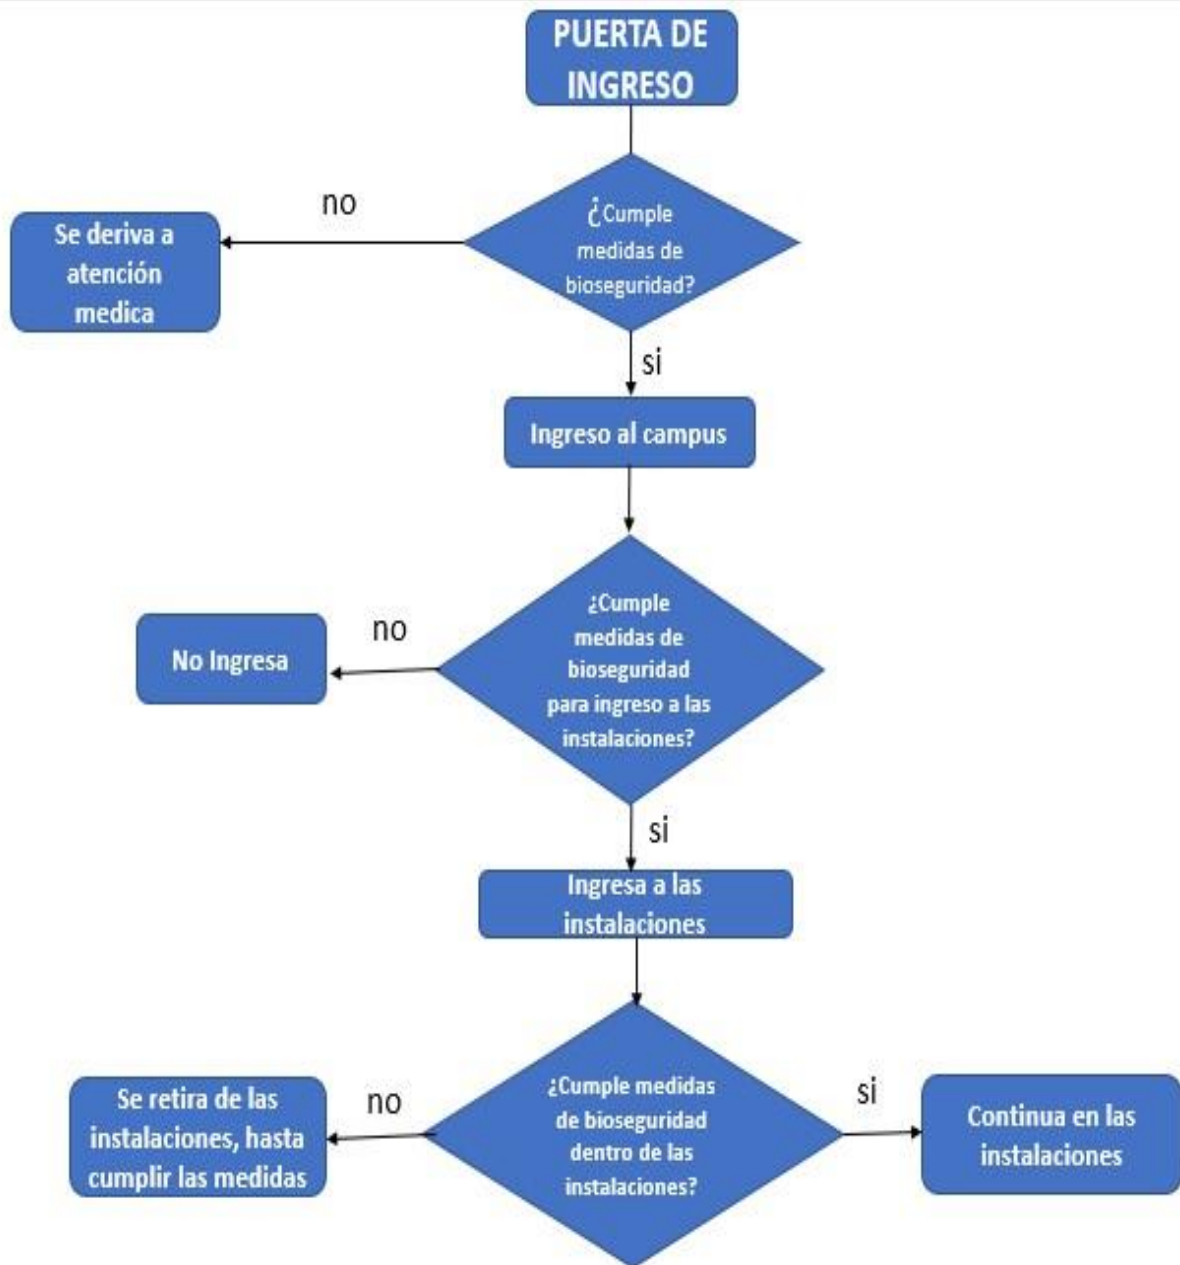 PUERTA DE
INGRESO
¿Cumple
medidas de
bioseguridad?
no
Se deriva a
atención
medica
si
Ingreso al campus
¿Cumple
medidas de
bioseguridad
para ingreso a las
instalaciones?
no
No Ingresa
si
Ingresa a las
instalaciones
¿Cumple medidas
de bioseguridad
dentro de las
instalaciones?
no
Se retira de las
instalaciones, hasta
cumplir las medidas
si
Continua en las
instalaciones